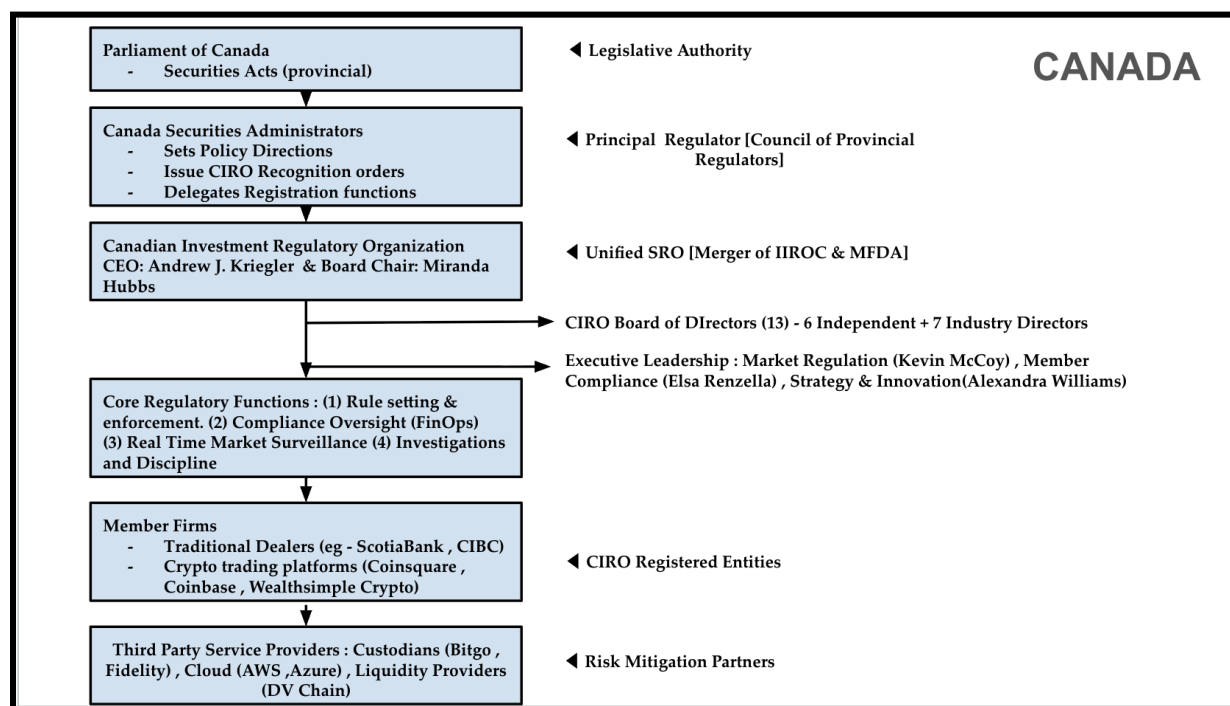 Parliament of Canada
- Securities Acts (provincial)
◀ Legislative Authority
CANADA
Canada Securities Administrators
- Sets Policy Directions
- Issue CIRO Recognition orders
- Delegates Registration functions
◀ Principal Regulator [Council of Provincial
Regulators]
Canadian Investment Regulatory Organization
CEO: Andrew J. Kriegler & Board Chair: Miranda
Hubbs
◀ Unified SRO [Merger of IIROC & MFDA]
CIRO Board of DIrectors (13) - 6 Independent + 7 Industry Directors
Executive Leadership : Market Regulation (Kevin McCoy) , Member
Compliance (Elsa Renzella) , Strategy & Innovation(Alexandra Williams)
Core Regulatory Functions : (1) Rule setting &
enforcement. (2) Compliance Oversight (FinOps)
(3) Real Time Market Surveillance (4) Investigations
and Discipline
Member Firms
- Traditional Dealers (eg - ScotiaBank , CIBC)
- Crypto trading platforms (Coinsquare ,
Coinbase , Wealthsimple Crypto)
◀ CIRO Registered Entities
Third Party Service Providers : Custodians (Bitgo ,
Fidelity) , Cloud (AWS ,Azure) , Liquidity Providers
(DV Chain)
◀ Risk Mitigation Partners